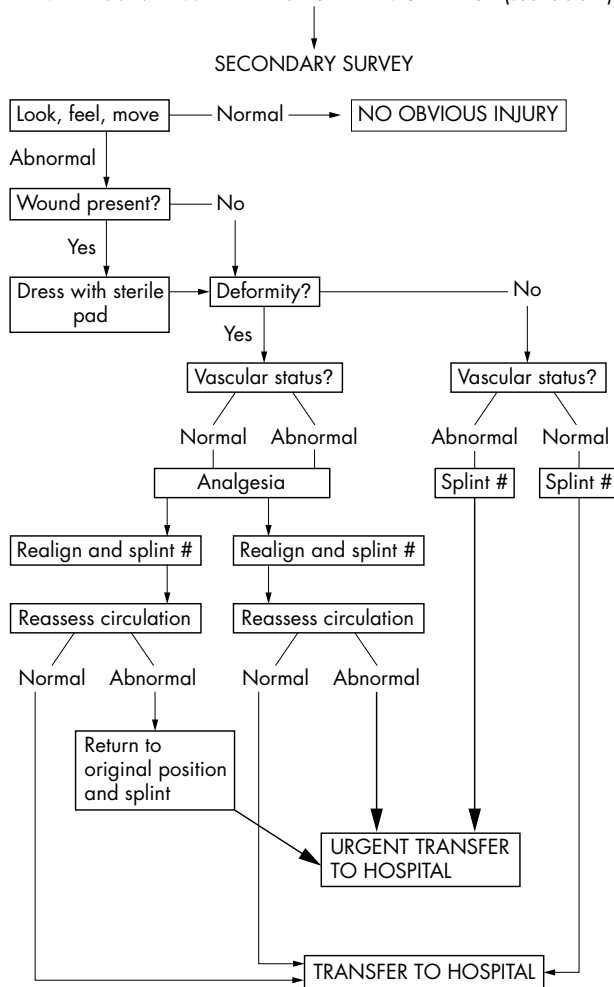 SECONDARY SURVEY
Look, feel, move
Normal
NO OBVIOUS INJURY
Abnormal
Wound present?
No
Yes
Dress with sterile
pad
Deformity?
No
Yes
Vascular status?
Vascular status?
Normal
Abnormal
Abnormal
Normal
Analgesia
Splint #
Splint #
Realign and splint #
Realign and splint #
Reassess circulation
Reassess circulation
Normal
Abnormal
Normal
Abnormal
Return to
original position
and splint
URGENT TRANSFER
TO HOSPITAL
TRANSFER TO HOSPITAL